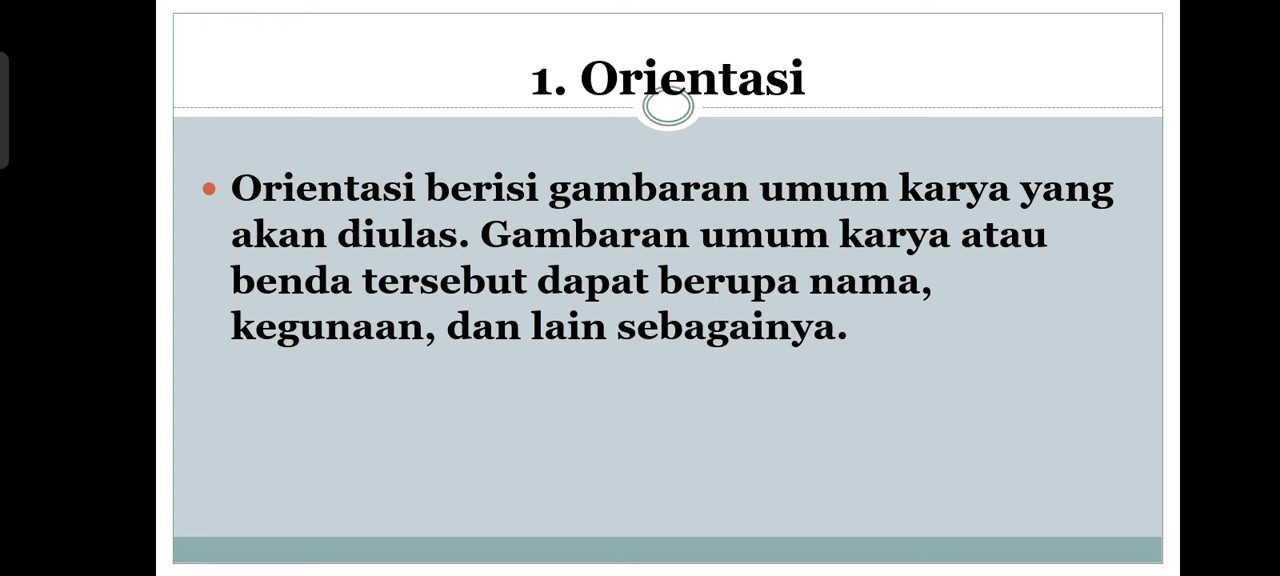 1. Orientasi
• Orientasi berisi gambaran umum karya yang
akan diulas. Gambaran umum karya atau
benda tersebut dapat berupa nama,
kegunaan, dan lain sebagainya.